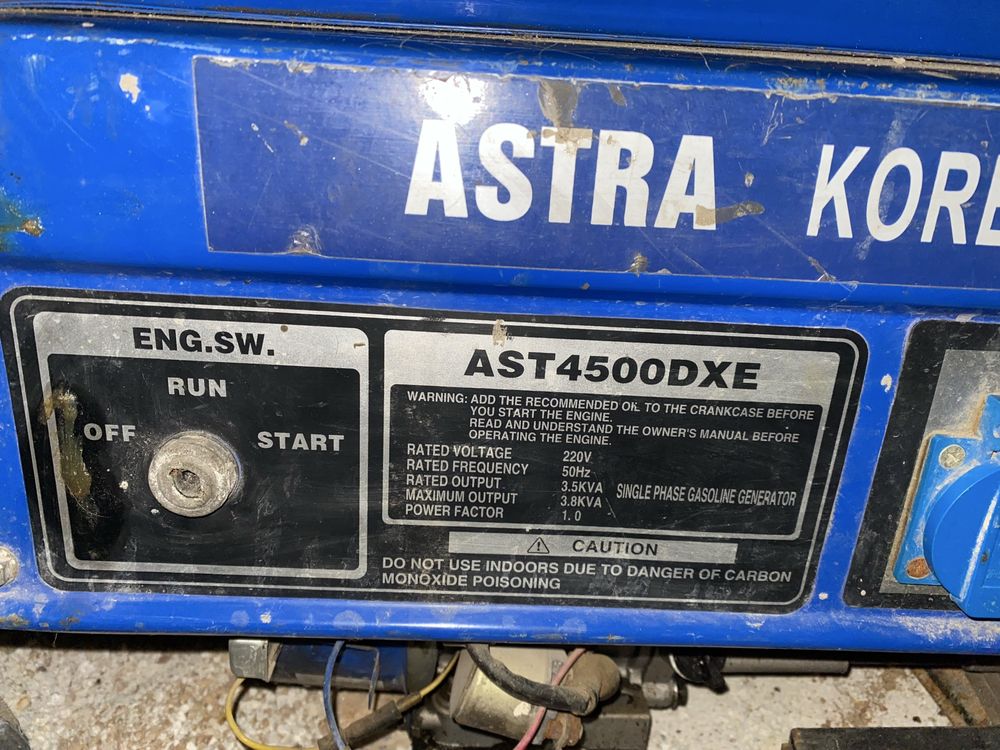 ASTRA
ENG.SW.
RUN
OFF
START
AST4500DXE
WARNING: ADD THE RECOMMENDED OIL TO THE CRANKCASE BEFORE
YOU START THE ENGINE.
READ AND UNDERSTAND THE OWNER'S MANUAL BEFORE
OPERATING THE ENGINE.
RATED VOLTAGE 220V
RATED FREQUENCY 50Hz
RATED OUTPUT 3.5KVA SINGLE PHASE GASOLINE GENERATOR
MAXIMUM OUTPUT 3.8KVA
POWER FACTOR 1.0
CAUTION
DO NOT USE INDOORS DUE TO DANGER OF CARBON
MONOXIDE POISONING